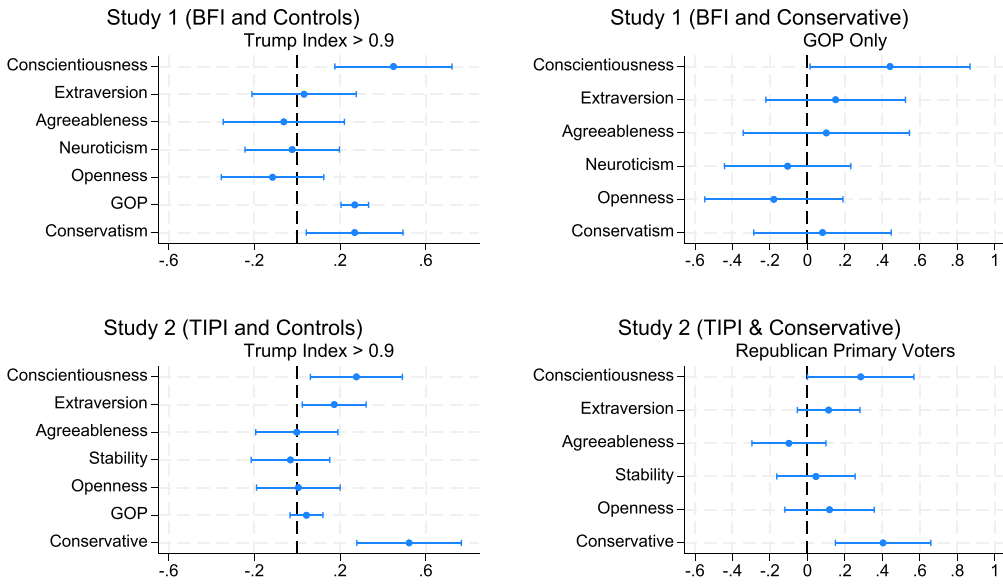 Study 1 (BFI and Controls)
Trump Index > 0.9
Conscientiousness
Extraversion
Agreeableness
Neuroticism
Openness
GOP
Conservatism
-.6 -.2 .2 .6
Study 1 (BFI and Conservative)
GOP Only
Conscientiousness
Extraversion
Agreeableness
Neuroticism
Openness
Conservatism
-.6 -.4 -.2 0 .2 .4 .6 .8 1
Study 2 (TIPI and Controls)
Trump Index > 0.9
Conscientiousness
Extraversion
Agreeableness
Stability
Openness
GOP
Conservative
-.6 -.2 .2 .6
Study 2 (TIPI & Conservative)
Republican Primary Voters
Conscientiousness
Extraversion
Agreeableness
Stability
Openness
Conservative
-.6 -.4 -.2 0 .2 .4 .6 .8 1